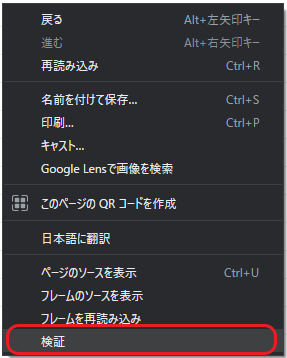 戻る Alt+左矢印キー
進む Alt+右矢印キー
再読み込み Ctrl+R
名前を付けて保存... Ctrl+S
印刷... Ctrl+P
キャスト...
Google Lensで画像を検索
このページの QR コードを作成
日本語に翻訳
ページのソースを表示 Ctrl+U
フレームのソースを表示
フレームを再読み込み
検証